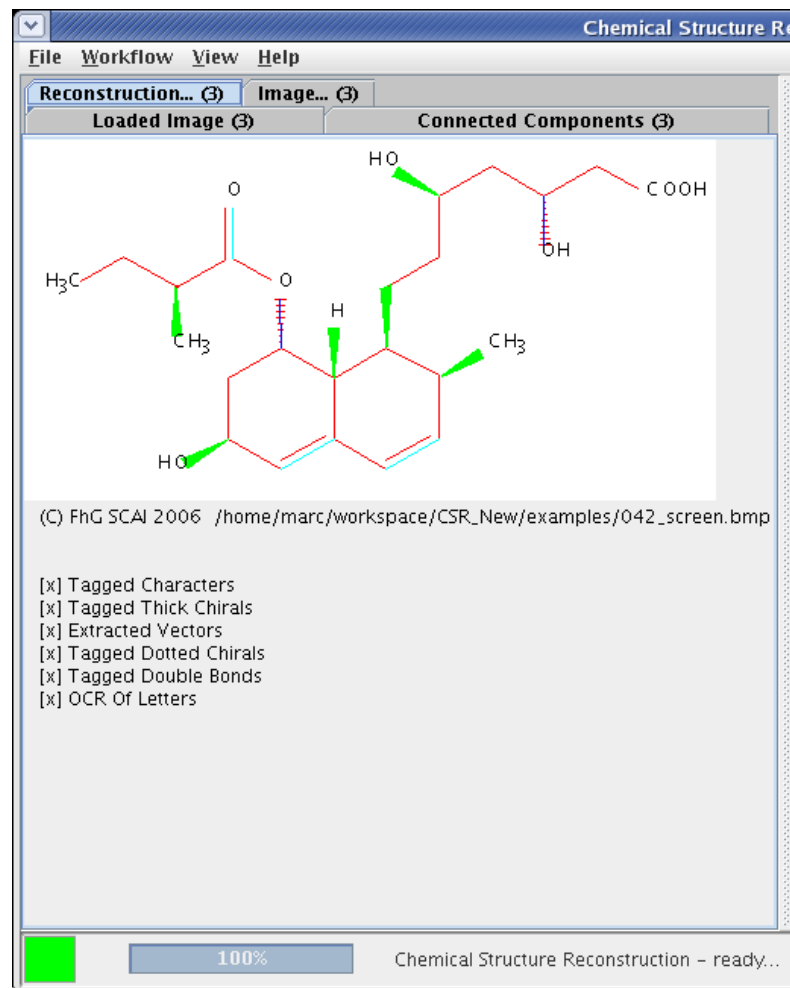 Chemical Structure Re
File Workflow View Help
Reconstruction... (3) Image... (3)
Loaded Image (3) Connected Components (3)
HO
COOH
O
OH
H3C
O
H
CH3
CH3
HO
(C) FhG SCAI 2006 /home/marc/workspace/CSR_New/examples/042_screen.bmp
[x] Tagged Characters
[x] Tagged Thick Chirals
[x] Extracted Vectors
[x] Tagged Dotted Chirals
[x] Tagged Double Bonds
[x] OCR Of Letters
100% Chemical Structure Reconstruction – ready...